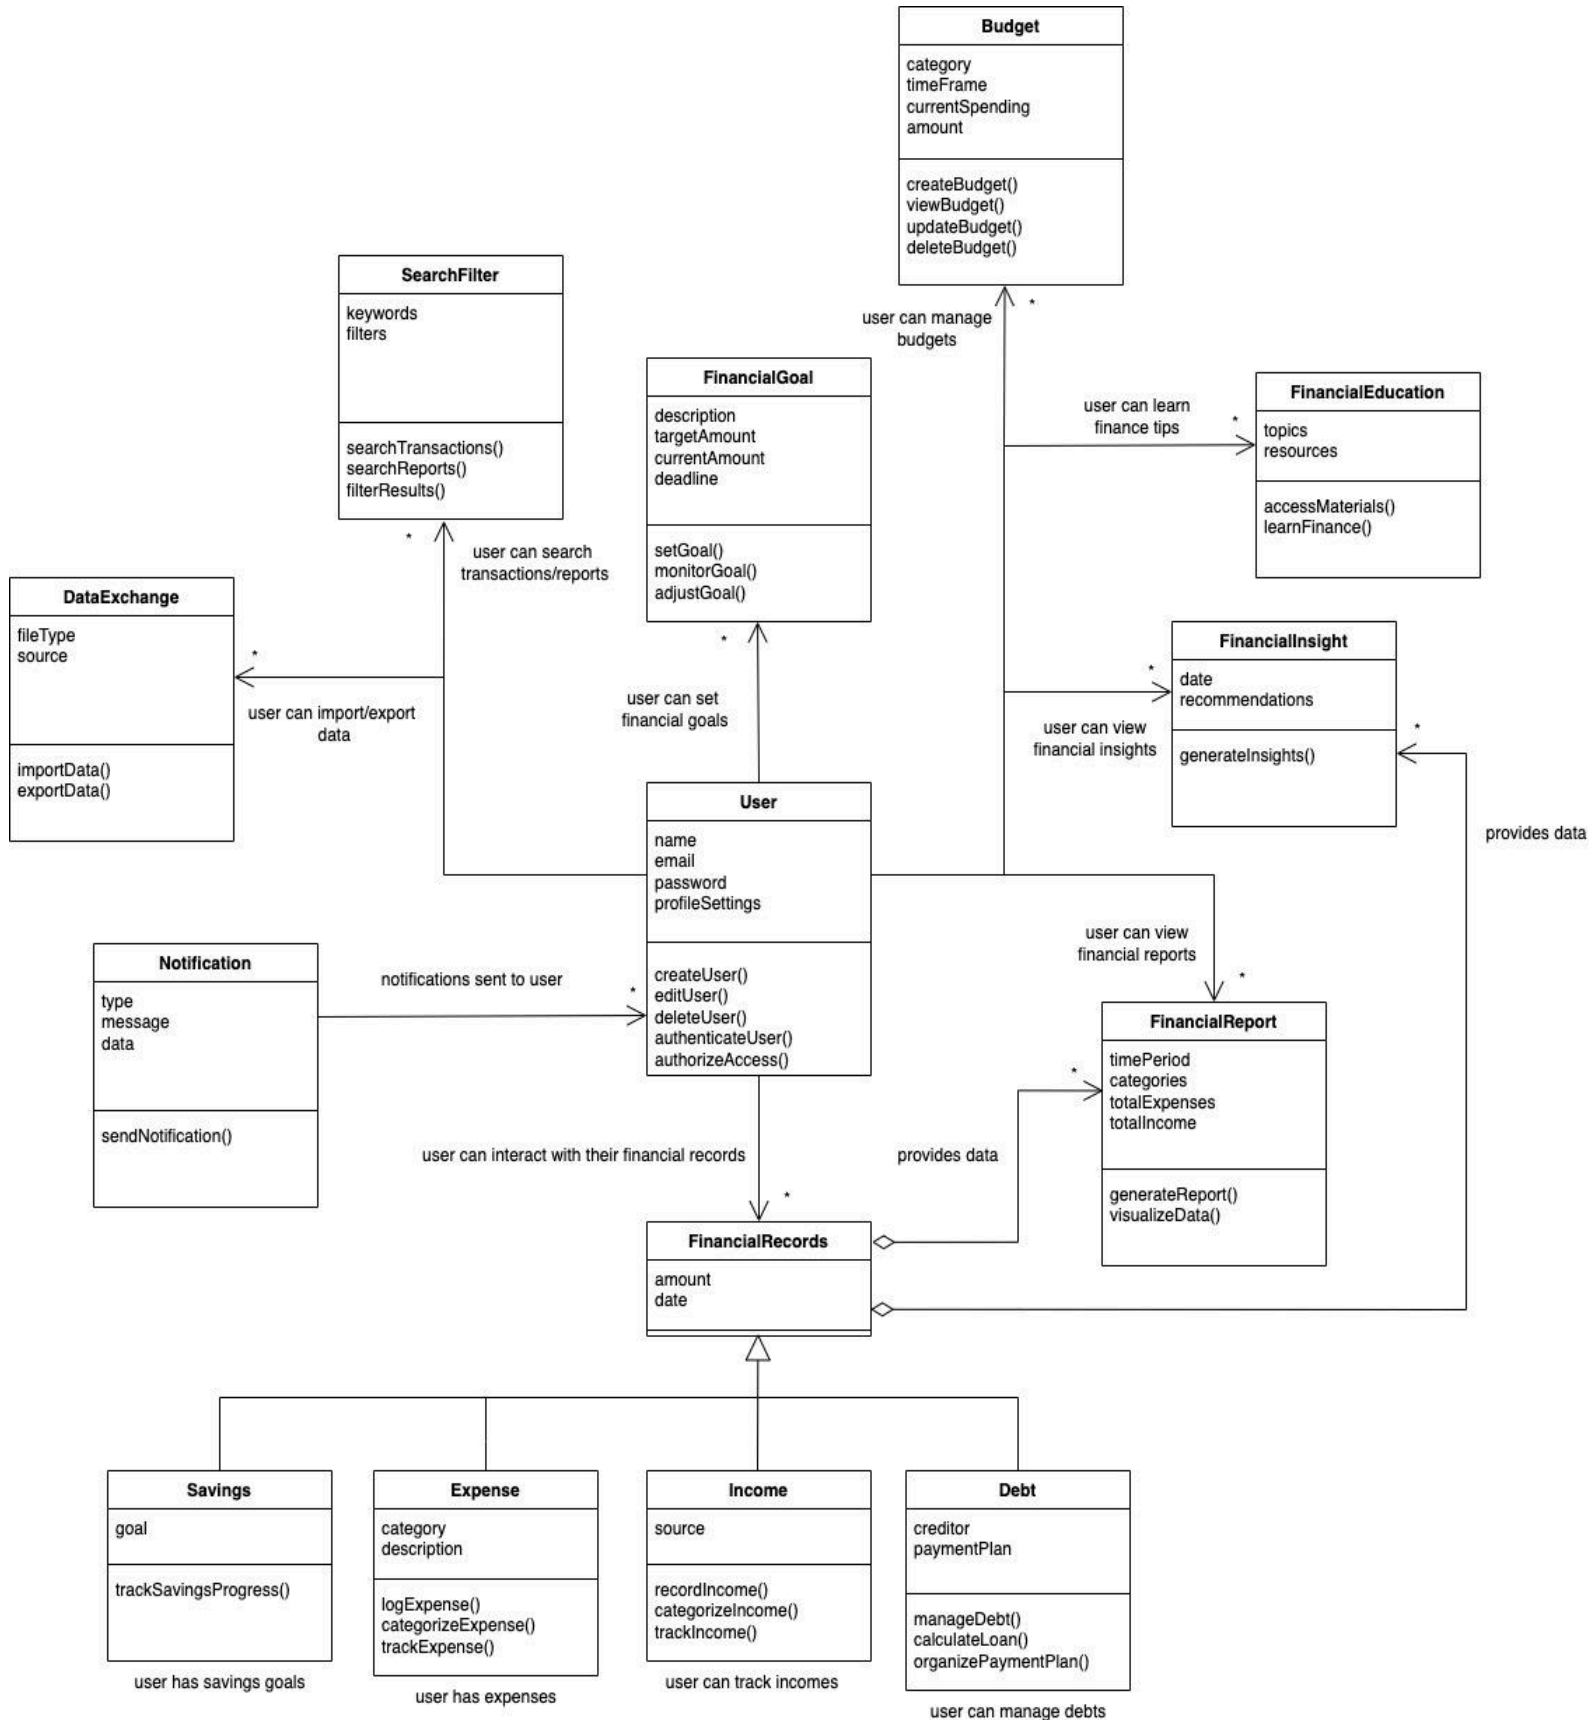 Budget
category
timeFrame
currentSpending
amount
createBudget()
viewBudget()
updateBudget()
deleteBudget()
*
user can manage
budgets
SearchFilter
keywords
filters
searchTransactions()
searchReports()
filterResults()
*
user can search
transactions/reports
FinancialGoal
description
targetAmount
currentAmount
deadline
setGoal()
monitorGoal()
adjustGoal()
*
user can set
financial goals
FinancialEducation
topics
resources
accessMaterials()
learnFinance()
*
user can learn
finance tips
DataExchange
fileType
source
importData()
exportData()
*
user can import/export
data
FinancialInsight
date
recommendations
generateInsights()
*
user can view
financial insights
*
provides data
User
name
email
password
profileSettings
createUser()
editUser()
deleteUser()
authenticateUser()
authorizeAccess()
Notification
type
message
data
sendNotification()
notifications sent to user
*
user can view
financial reports
*
FinancialReport
timePeriod
categories
totalExpenses
totalIncome
generateReport()
visualizeData()
*
provides data
user can interact with their financial records
*
FinancialRecords
amount
date
Savings
goal
trackSavingsProgress()
user has savings goals
Expense
category
description
logExpense()
categorizeExpense()
trackExpense()
user has expenses
Income
source
recordIncome()
categorizeIncome()
trackIncome()
user can track incomes
Debt
creditor
paymentPlan
manageDebt()
calculateLoan()
organizePaymentPlan()
user can manage debts